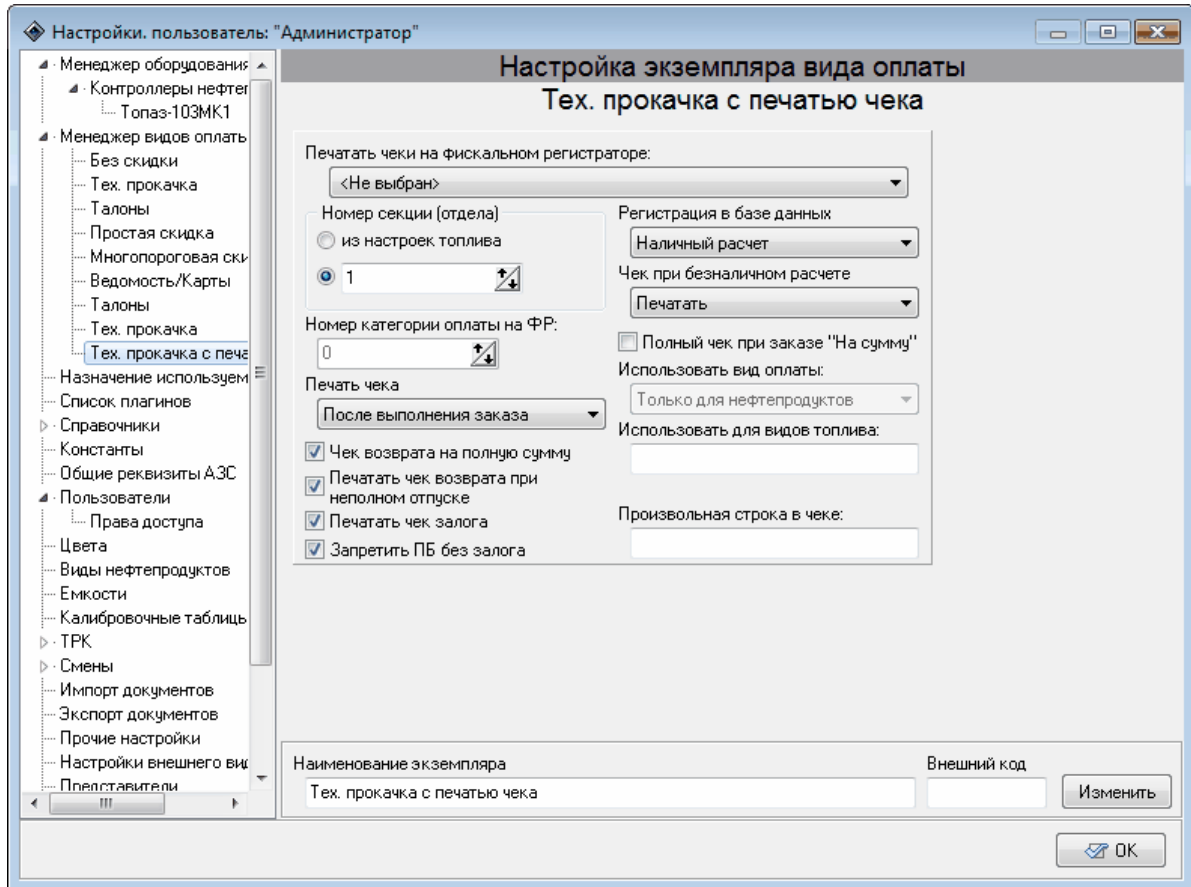 Настройки. пользователь: "Администратор"
Менеджер оборудования
Контроллеры нефтег
Топаз-103МК1
Менеджер видов оплать
Без скидки
Тех. прокачка
Талоны
Простая скидка
Многопороговая ски
Ведомость/Карты
Талоны
Тех. прокачка
Тех. прокачка с печа
Назначение используем
Список плагинов
Справочники
Константы
Общие реквизиты АЗС
Пользователи
Права доступа
Цвета
Виды нефтепродуктов
Емкости
Калибровочные таблиць
ТРК
Смены
Импорт документов
Экспорт документов
Прочие настройки
Настройки внешнего вид
Представители
Настройка экземпляра вида оплаты
Тех. прокачка с печатью чека
Печатать чеки на фискальном регистраторе:
<Не выбран>
Номер секции (отдела)
из настроек топлива
1
Номер категории оплаты на ФР:
0
Печать чека
После выполнения заказа
Чек возврата на полную сумму
Печатать чек возврата при
неполном отпуске
Печатать чек залога
Запретить ПБ без залога
Регистрация в базе данных
Наличный расчет
Чек при безналичном расчете
Печатать
Полный чек при заказе "На сумму"
Использовать вид оплаты:
Только для нефтепродуктов
Использовать для видов топлива:
Произвольная строка в чеке:
Наименование экземпляра
Внешний код
Тех. прокачка с печатью чека
Изменить
OK